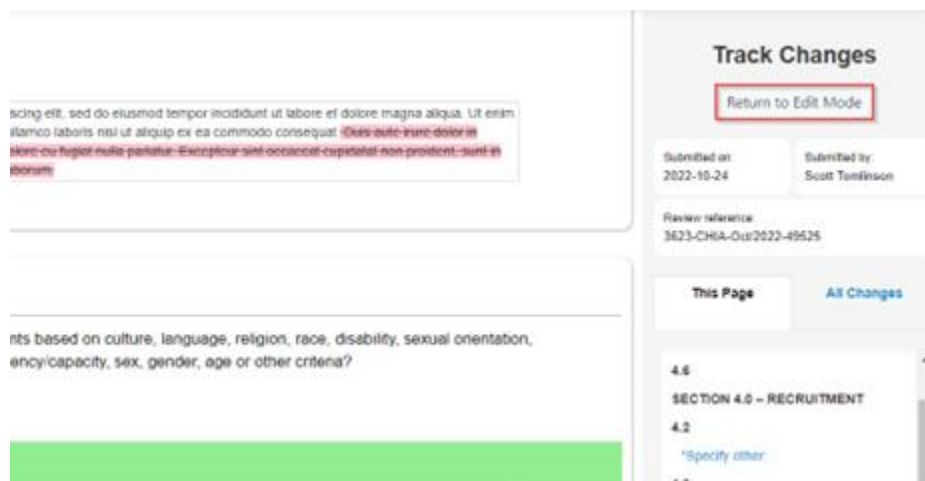 scing elit, sed do eiusmod tempor incididunt ut labore et dolore magna aliqua. Ut enim
ullamco laboris nisi ut aliquip ex ea commodo consequat. Duis aute irure dolor in
olore eu fugiat nulla pariatur. Excepteur sint occaecat cupidatat non proident, sunt in
aborum.
nts based on culture, language, religion, race, disability, sexual orientation,
ency/capacity, sex, gender, age or other criteria?
Track Changes
Return to Edit Mode
Submitted on:
2022-10-24
Submitted by:
Scott Tomlinson
Review reference
3623-CHIA-Oct/2022-49525
This Page
All Changes
4.6
SECTION 4.0 – RECRUITMENT
4.2
*Specify other: